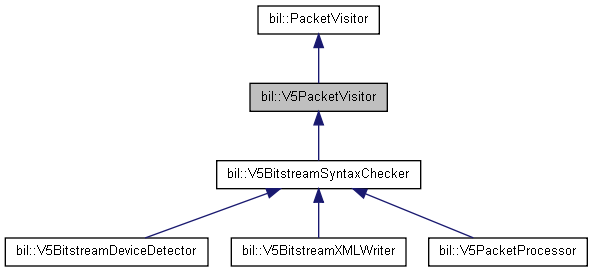 bil::PacketVisitor
bil::V5PacketVisitor
bil::V5BitstreamSyntaxChecker
bil::V5BitstreamDeviceDetector
bil::V5BitstreamXMLWriter
bil::V5PacketProcessor